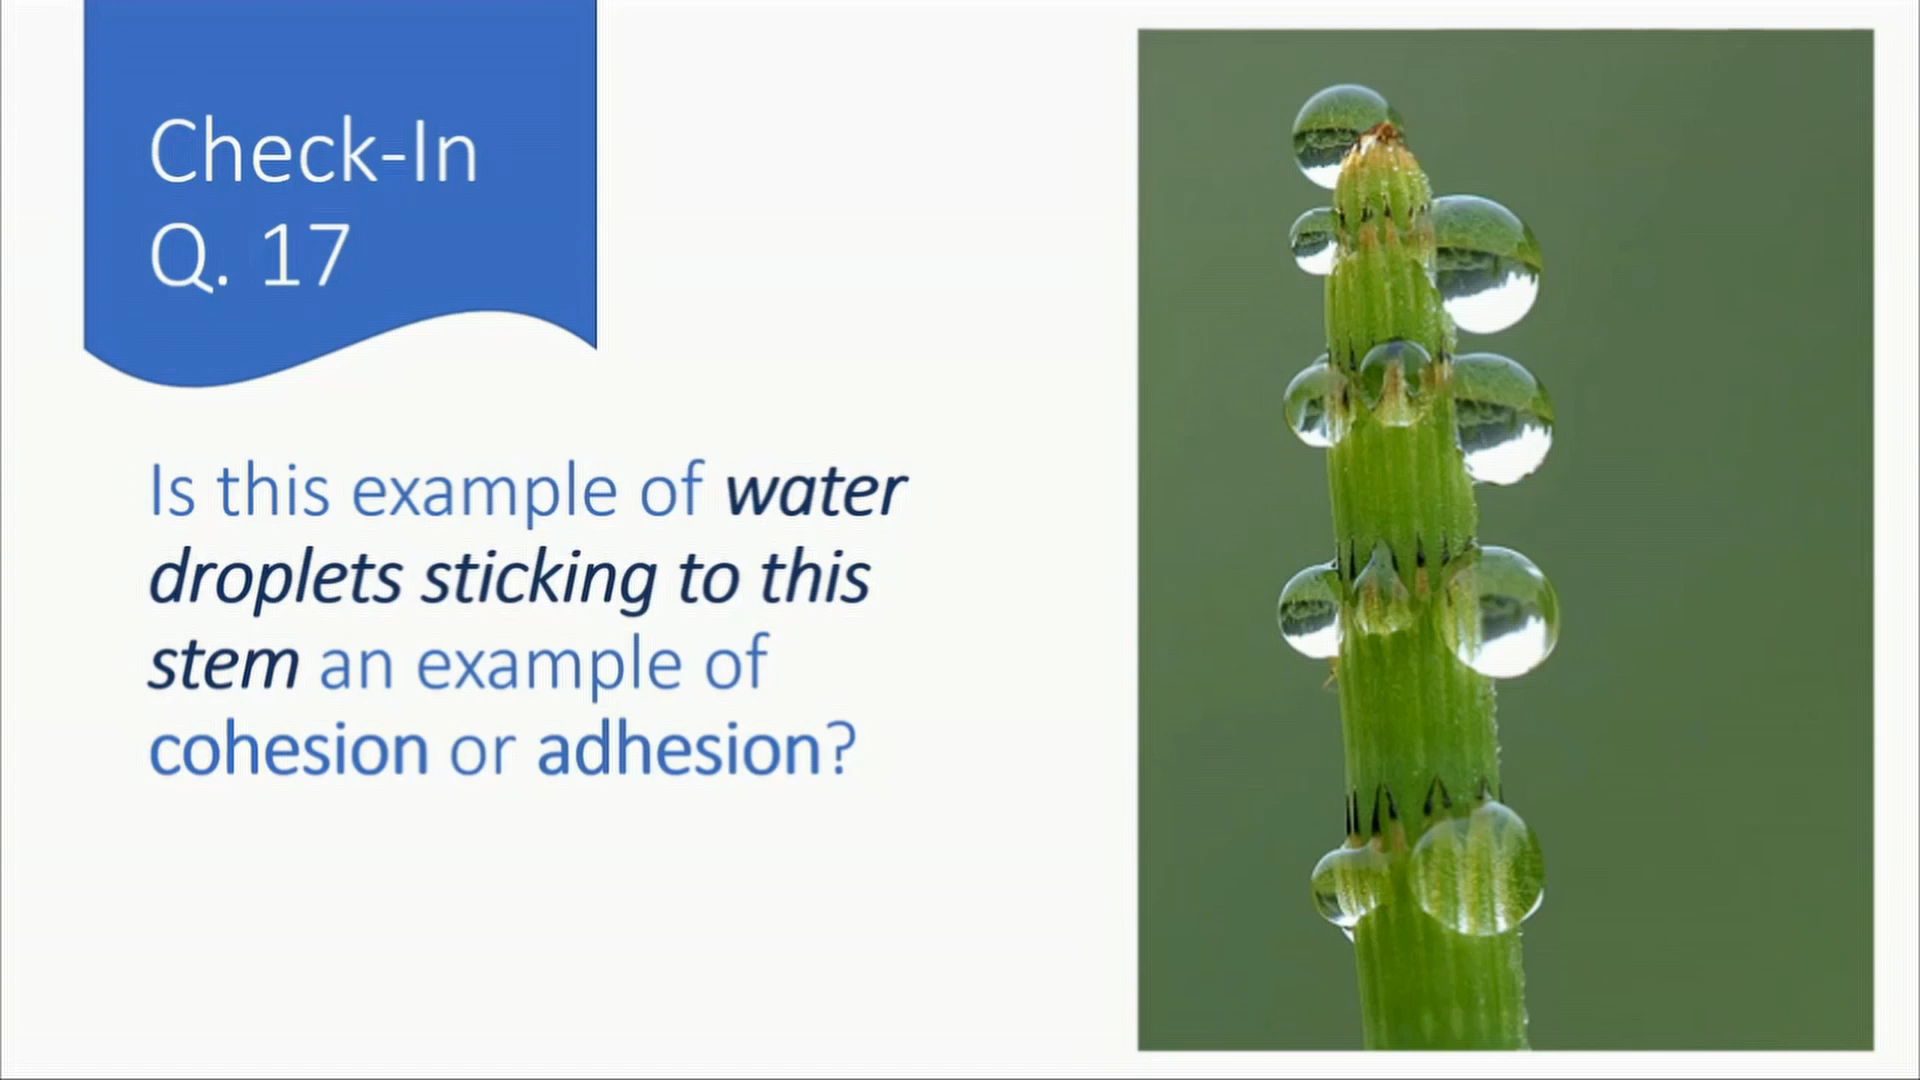 Check-In
Q. 17
Is this example of water
droplets sticking to this
stem an example of
cohesion or adhesion?